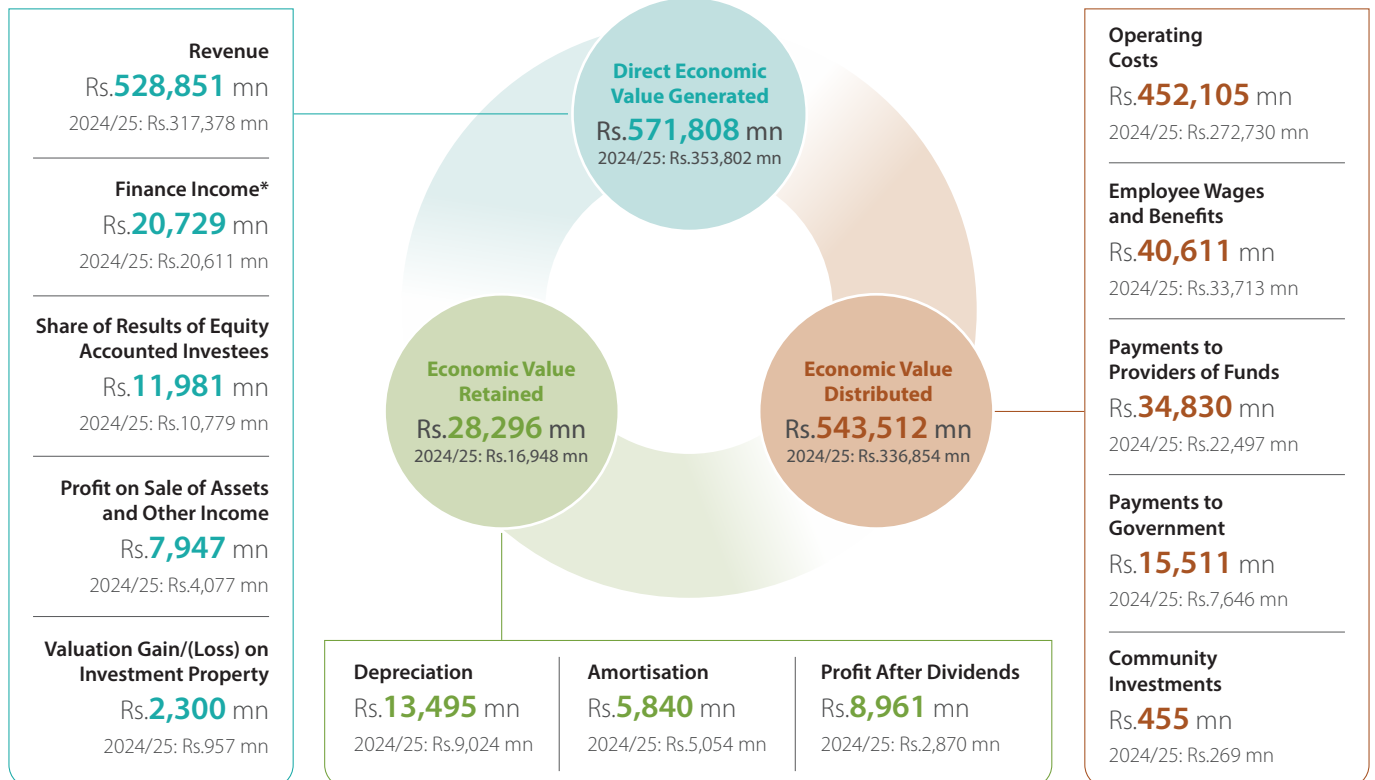 Revenue
Rs.528,851 mn
2024/25: Rs.317,378 mn
Finance Income*
Rs.20,729 mn
2024/25: Rs.20,611 mn
Share of Results of Equity
Accounted Investees
Rs.11,981 mn
2024/25: Rs.10,779 mn
Profit on Sale of Assets
and Other Income
Rs.7,947 mn
2024/25: Rs.4,077 mn
Valuation Gain/(Loss) on
Investment Property
Rs.2,300 mn
2024/25: Rs.957 mn
Direct Economic
Value Generated
Rs.571,808 mn
2024/25: Rs.353,802 mn
Economic Value
Retained
Rs.28,296 mn
2024/25: Rs.16,948 mn
Economic Value
Distributed
Rs.543,512 mn
2024/25: Rs.336,854 mn
Depreciation
Rs.13,495 mn
2024/25: Rs.9,024 mn
Amortisation
Rs.5,840 mn
2024/25: Rs.5,054 mn
Profit After Dividends
Rs.8,961 mn
2024/25: Rs.2,870 mn
Operating
Costs
Rs.452,105 mn
2024/25: Rs.272,730 mn
Employee Wages
and Benefits
Rs.40,611 mn
2024/25: Rs.33,713 mn
Payments to
Providers of Funds
Rs.34,830 mn
2024/25: Rs.22,497 mn
Payments to
Government
Rs.15,511 mn
2024/25: Rs.7,646 mn
Community
Investments
Rs.455 mn
2024/25: Rs.269 mn